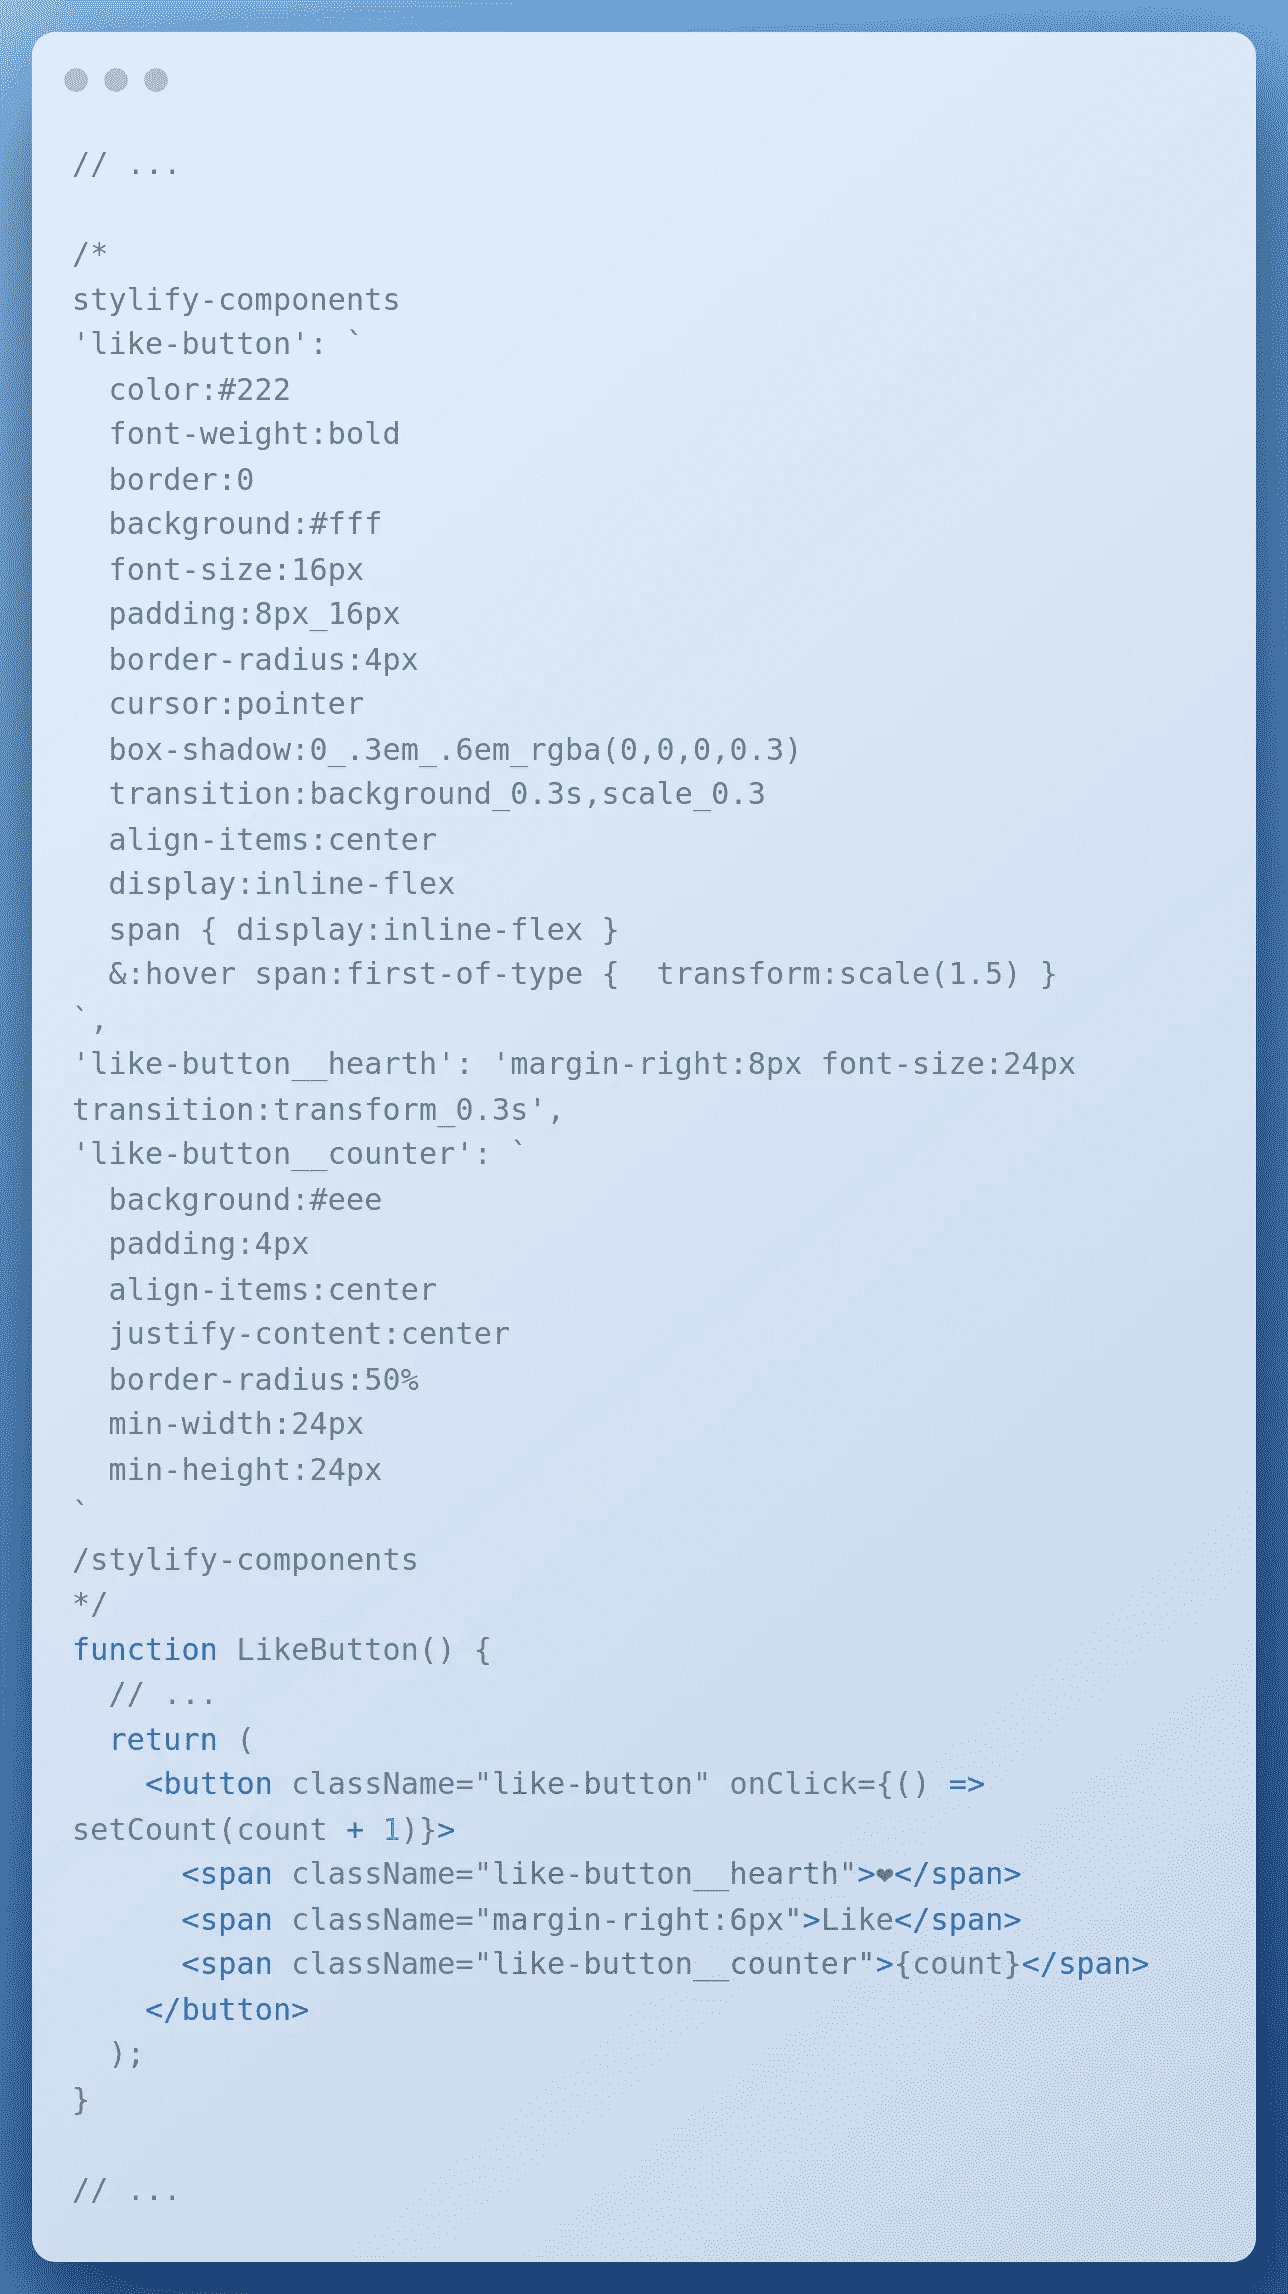 // ...
/*
stylify-components
'like-button': `
  color:#222
  font-weight:bold
  border:0
  background:#fff
  font-size:16px
  padding:8px_16px
  border-radius:4px
  cursor:pointer
  box-shadow:0_.3em_.6em_rgba(0,0,0,0.3)
  transition:background_0.3s,scale_0.3
  align-items:center
  display:inline-flex
  span { display:inline-flex }
  &:hover span:first-of-type {  transform:scale(1.5) }
`,
'like-button__hearth': 'margin-right:8px font-size:24px
transition:transform_0.3s',
'like-button__counter': `
  background:#eee
  padding:4px
  align-items:center
  justify-content:center
  border-radius:50%
  min-width:24px
  min-height:24px
`
/stylify-components
*/
function LikeButton() {
  // ...
  return (
    <button className="like-button" onClick={() =>
setCount(count + 1)}>
      <span className="like-button__hearth">❤</span>
      <span className="margin-right:6px">Like</span>
      <span className="like-button__counter">{count}</span>
    </button>
  );
}
// ...